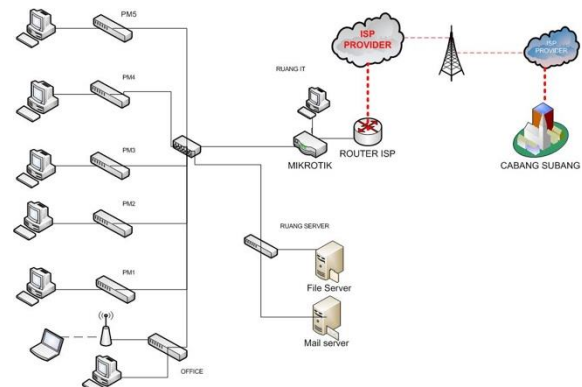 PM5
ISP
PROVIDER
ISP
PROVIDER
PM4
RUANG IT
MIKROTIK
ROUTER ISP
CABANG SUBANG
PM3
PM2
RUANG SERVER
PM1
File Server
Mail server
OFFICE